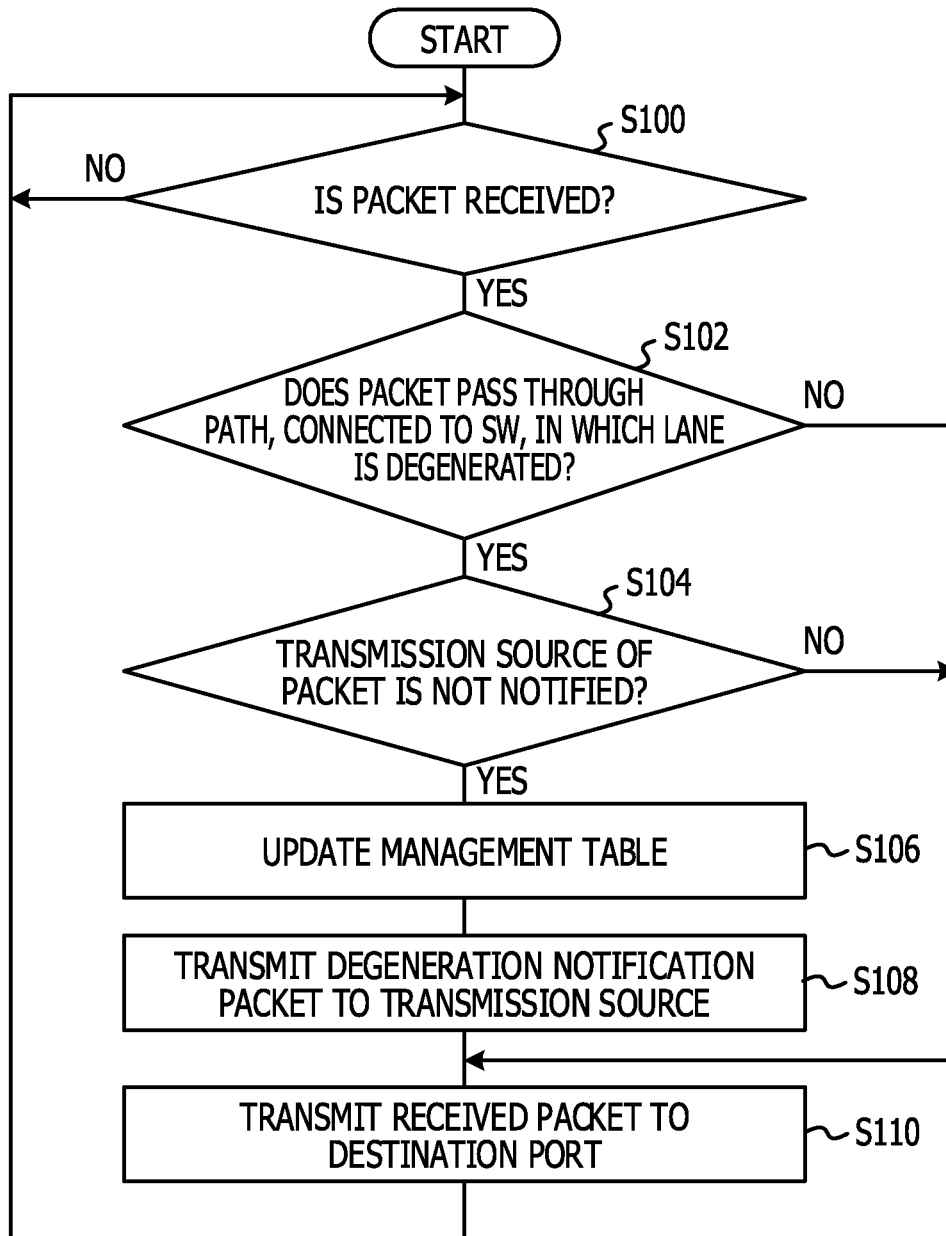 START
S100
NO
IS PACKET RECEIVED?
YES
S102
DOES PACKET PASS THROUGH
PATH, CONNECTED TO SW, IN WHICH LANE
IS DEGENERATED?
NO
YES
S104
TRANSMISSION SOURCE OF
PACKET IS NOT NOTIFIED?
NO
YES
UPDATE MANAGEMENT TABLE
S106
TRANSMIT DEGENERATION NOTIFICATION
PACKET TO TRANSMISSION SOURCE
S108
TRANSMIT RECEIVED PACKET TO
DESTINATION PORT
S110